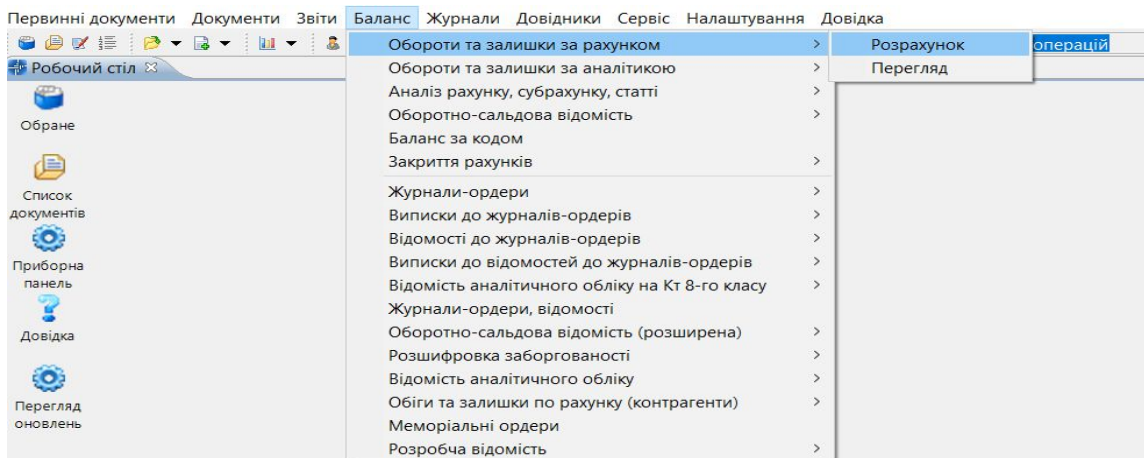 Первинні документи Документи Звіти Баланс Журнали Довідники Сервіс Налаштування Довідка
операцій
Робочий стіл
Обране
Список
документів
Приборна
панель
Довідка
Перегляд
оновлень
Обороти та залишки за рахунком
Обороти та залишки за аналітикою
Аналіз рахунку, субрахунку, статті
Оборотно-сальдова відомість
Баланс за кодом
Закриття рахунків
Журнали-ордери
Виписки до журналів-ордерів
Відомості до журналів-ордерів
Виписки до відомостей до журналів-ордерів
Відомість аналітичного обліку на Кт 8-го класу
Журнали-ордери, відомості
Оборотно-сальдова відомість (розширена)
Розшифровка заборгованості
Відомість аналітичного обліку
Обіги та залишки по рахунку (контрагенти)
Меморіальні ордери
Розробча відомість
Розрахунок
Перегляд